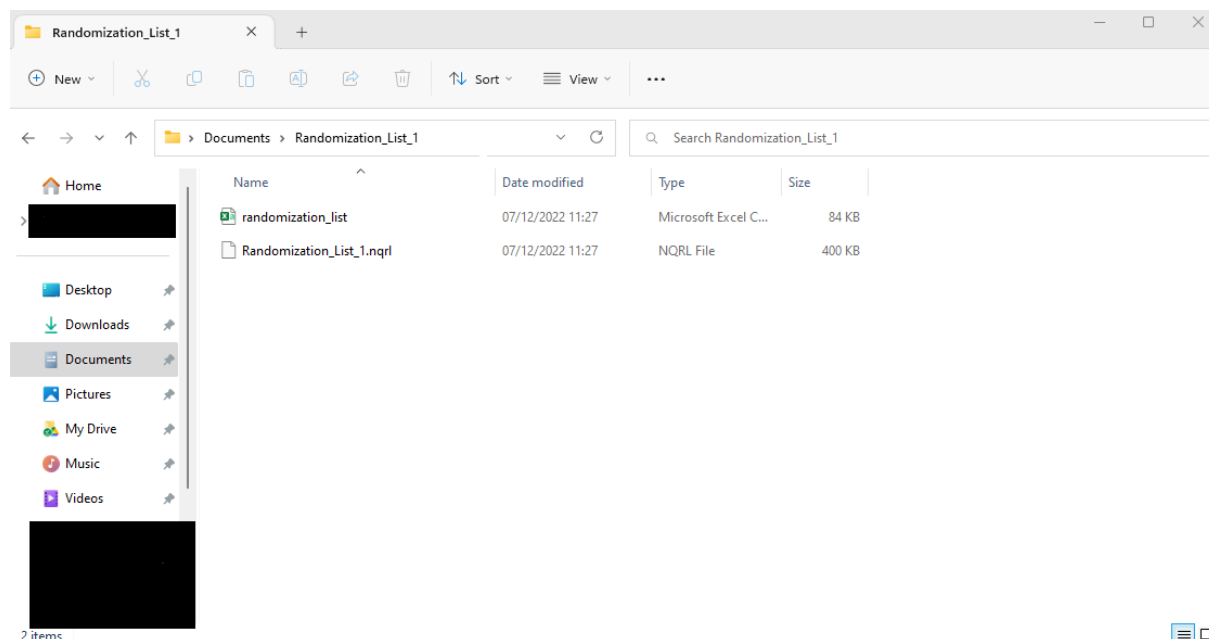 Randomization_List_1
New Sort View
Documents > Randomization_List_1 Search Randomization_List_1
Home
Name Date modified Type Size
randomization_list 07/12/2022 11:27 Microsoft Excel C... 84 KB
Randomization_List_1.nqrl 07/12/2022 11:27 NQRL File 400 KB
Desktop
Downloads
Documents
Pictures
My Drive
Music
Videos
2 items